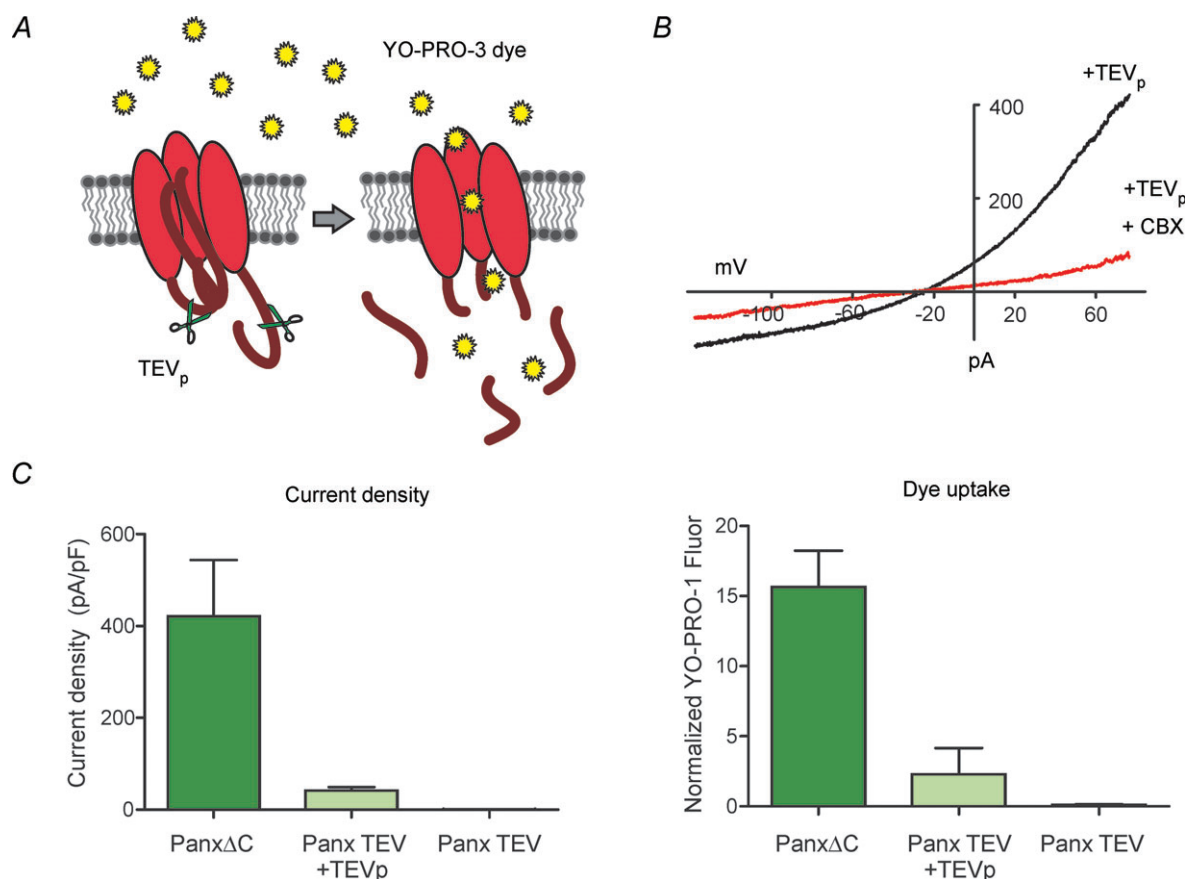 A
YO-PRO-3 dye
TEVp
B
+TEVp
400
+TEVp
+ CBX
200
mV
-100
-60
-20
20
60
pA
C
Current density
Current density (pA/pF)
600
400
200
0
PanxΔC
Panx TEV
+TEVp
Panx TEV
Dye uptake
Normalized YO-PRO-1 Fluor
20
15
10
5
0
PanxΔC
Panx TEV
+TEVp
Panx TEV